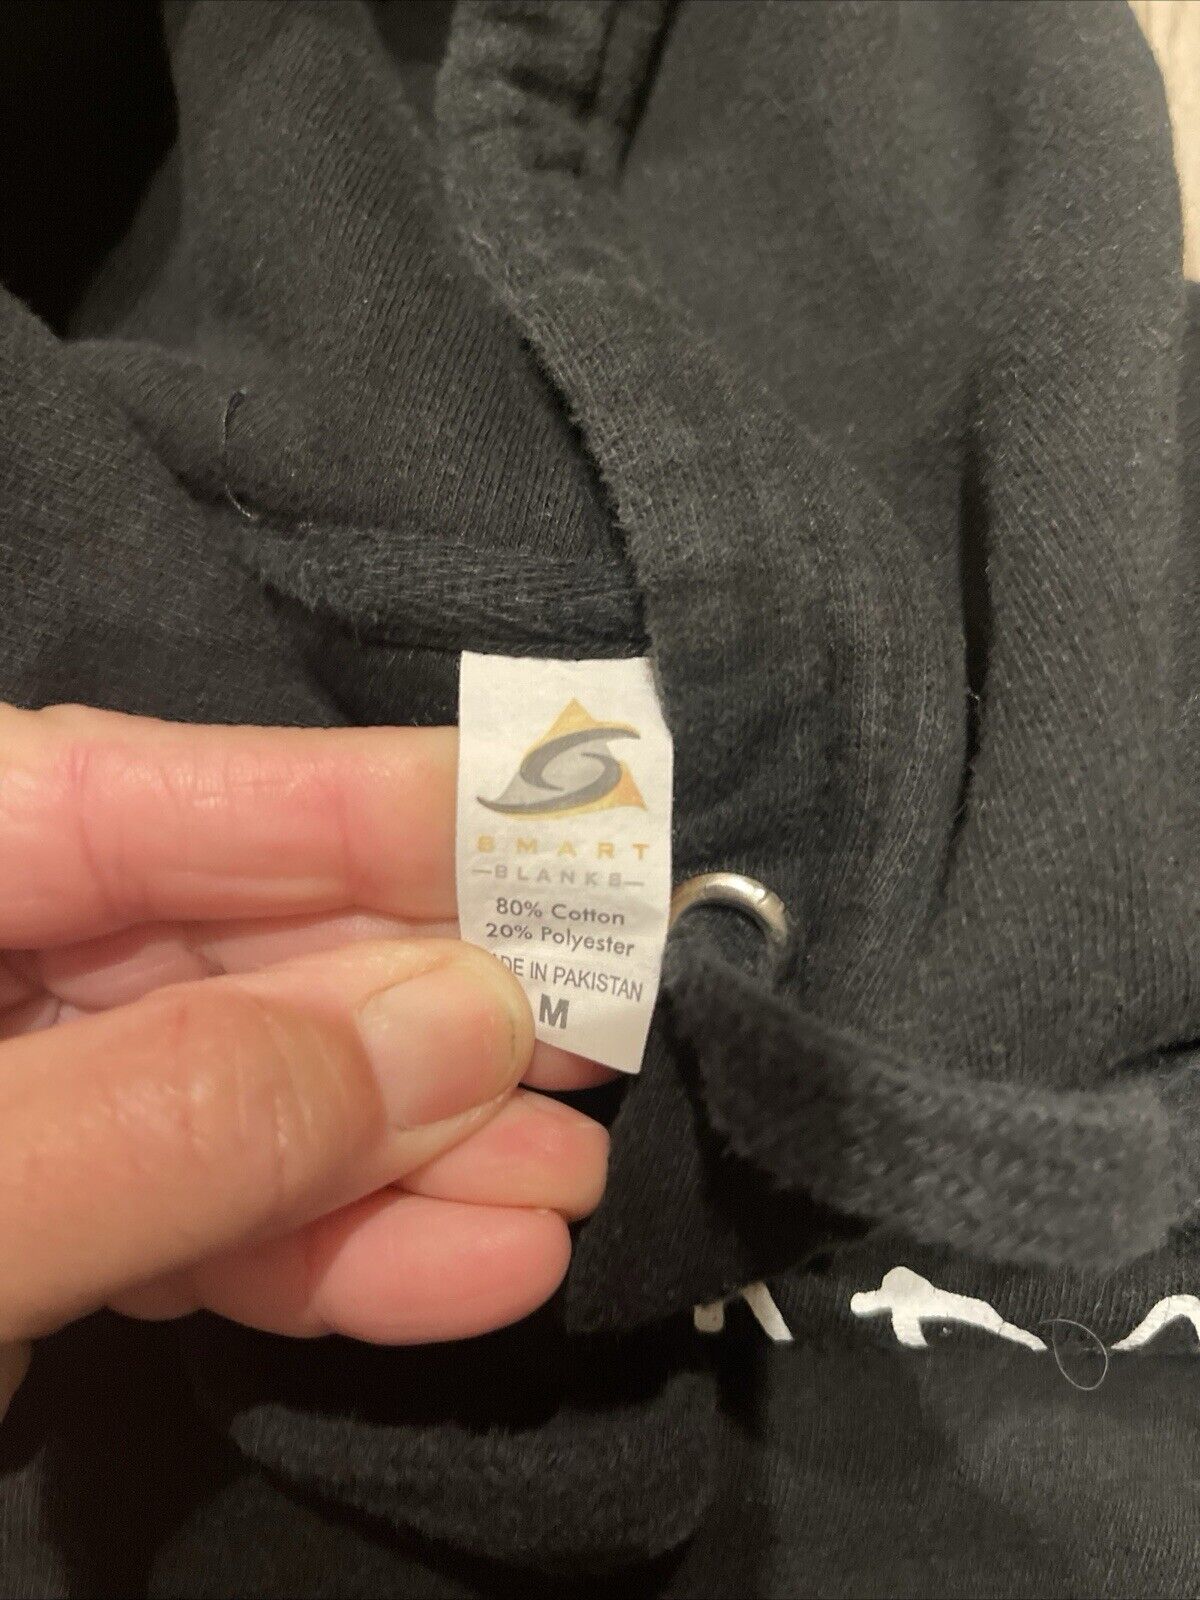 SMART
BLANKS
80% Cotton
20% Polyester
ADE IN PAKISTAN
M